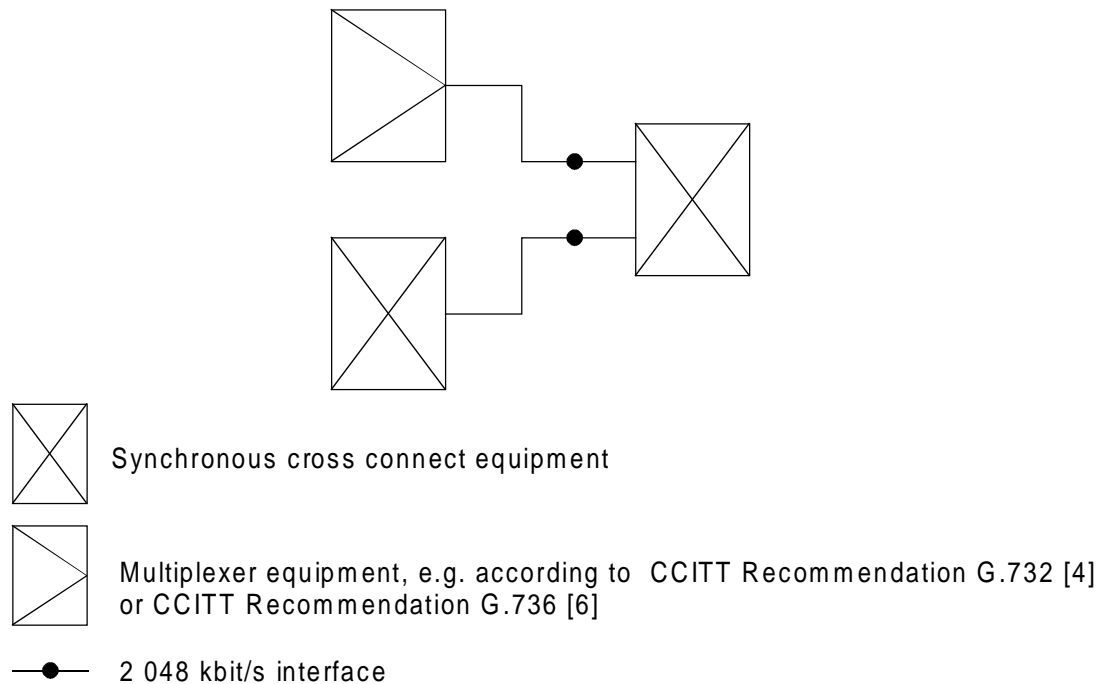 Synchronous cross connect equipment
Multiplexer equipment, e.g. according to CCITT Recommendation G.732 [4]
or CCITT Recommendation G.736 [6]
2 048 kbit/s interface